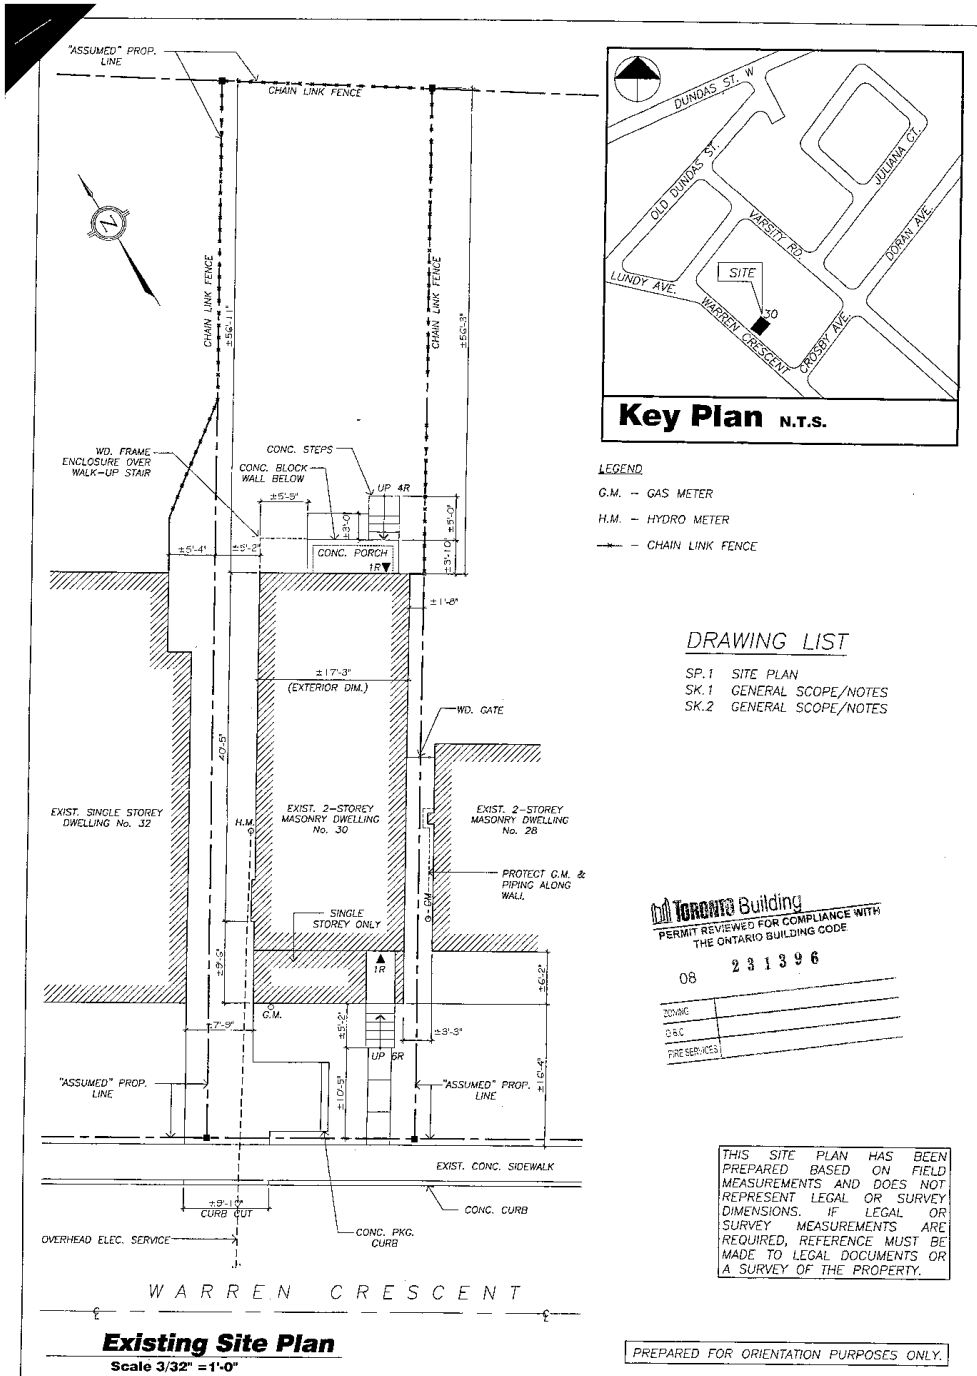 "ASSUMED" PROP.
LINE
CHAIN LINK FENCE
N
CHAIN LINK FENCE
±56'-11"
CHAIN LINK FENCE
±56'-3"
WD. FRAME
ENCLOSURE OVER
WALK-UP STAIR
CONC. STEPS
CONC. BLOCK
WALL BELOW
UP 4R
±3'-0"
±5'-0"
±3'-10"
±5'-4"
±5'-2"
CONC. PORCH
1R
±1'-8"
±17'-3"
(EXTERIOR DIM.)
WD. GATE
40'-5"
EXIST. SINGLE STOREY
DWELLING No. 32
H.M.
EXIST. 2-STOREY
MASONRY DWELLING
No. 30
EXIST. 2-STOREY
MASONRY DWELLING
No. 28
PROTECT G.M. &
PIPING ALONG
WALL.
GM
SINGLE
STOREY ONLY
1R
±6'-2"
G.M.
±7'-9"
±5'-2"
±3'-3"
UP 6R
±10'-5"
±16'-4"
"ASSUMED" PROP.
LINE
"ASSUMED" PROP.
LINE
EXIST. CONC. SIDEWALK
±9'-10"
CURB CUT
CONC. CURB
CONC. PKG.
CURB
OVERHEAD ELEC. SERVICE
WARREN CRESCENT
Existing Site Plan
Scale 3/32" =1'-0"
DUNDAS ST. W
OLD DUNDAS ST.
JULIANA CT.
VARSITY RD.
DORAN AVE.
LUNDY AVE.
SITE
30
WARREN CRESCENT
CROSBY AVE.
Key Plan N.T.S.
LEGEND
G.M. - GAS METER
H.M. - HYDRO METER
- CHAIN LINK FENCE
DRAWING LIST
SP.1 SITE PLAN
SK.1 GENERAL SCOPE/NOTES
SK.2 GENERAL SCOPE/NOTES
TORONTO Building
PERMIT REVIEWED FOR COMPLIANCE WITH
THE ONTARIO BUILDING CODE
08 231396
ZONING
O.B.C.
FIRE SERVICES
THIS SITE PLAN HAS BEEN
PREPARED BASED ON FIELD
MEASUREMENTS AND DOES NOT
REPRESENT LEGAL OR SURVEY
DIMENSIONS. IF LEGAL OR
SURVEY MEASUREMENTS ARE
REQUIRED, REFERENCE MUST BE
MADE TO LEGAL DOCUMENTS OR
A SURVEY OF THE PROPERTY.
PREPARED FOR ORIENTATION PURPOSES ONLY.